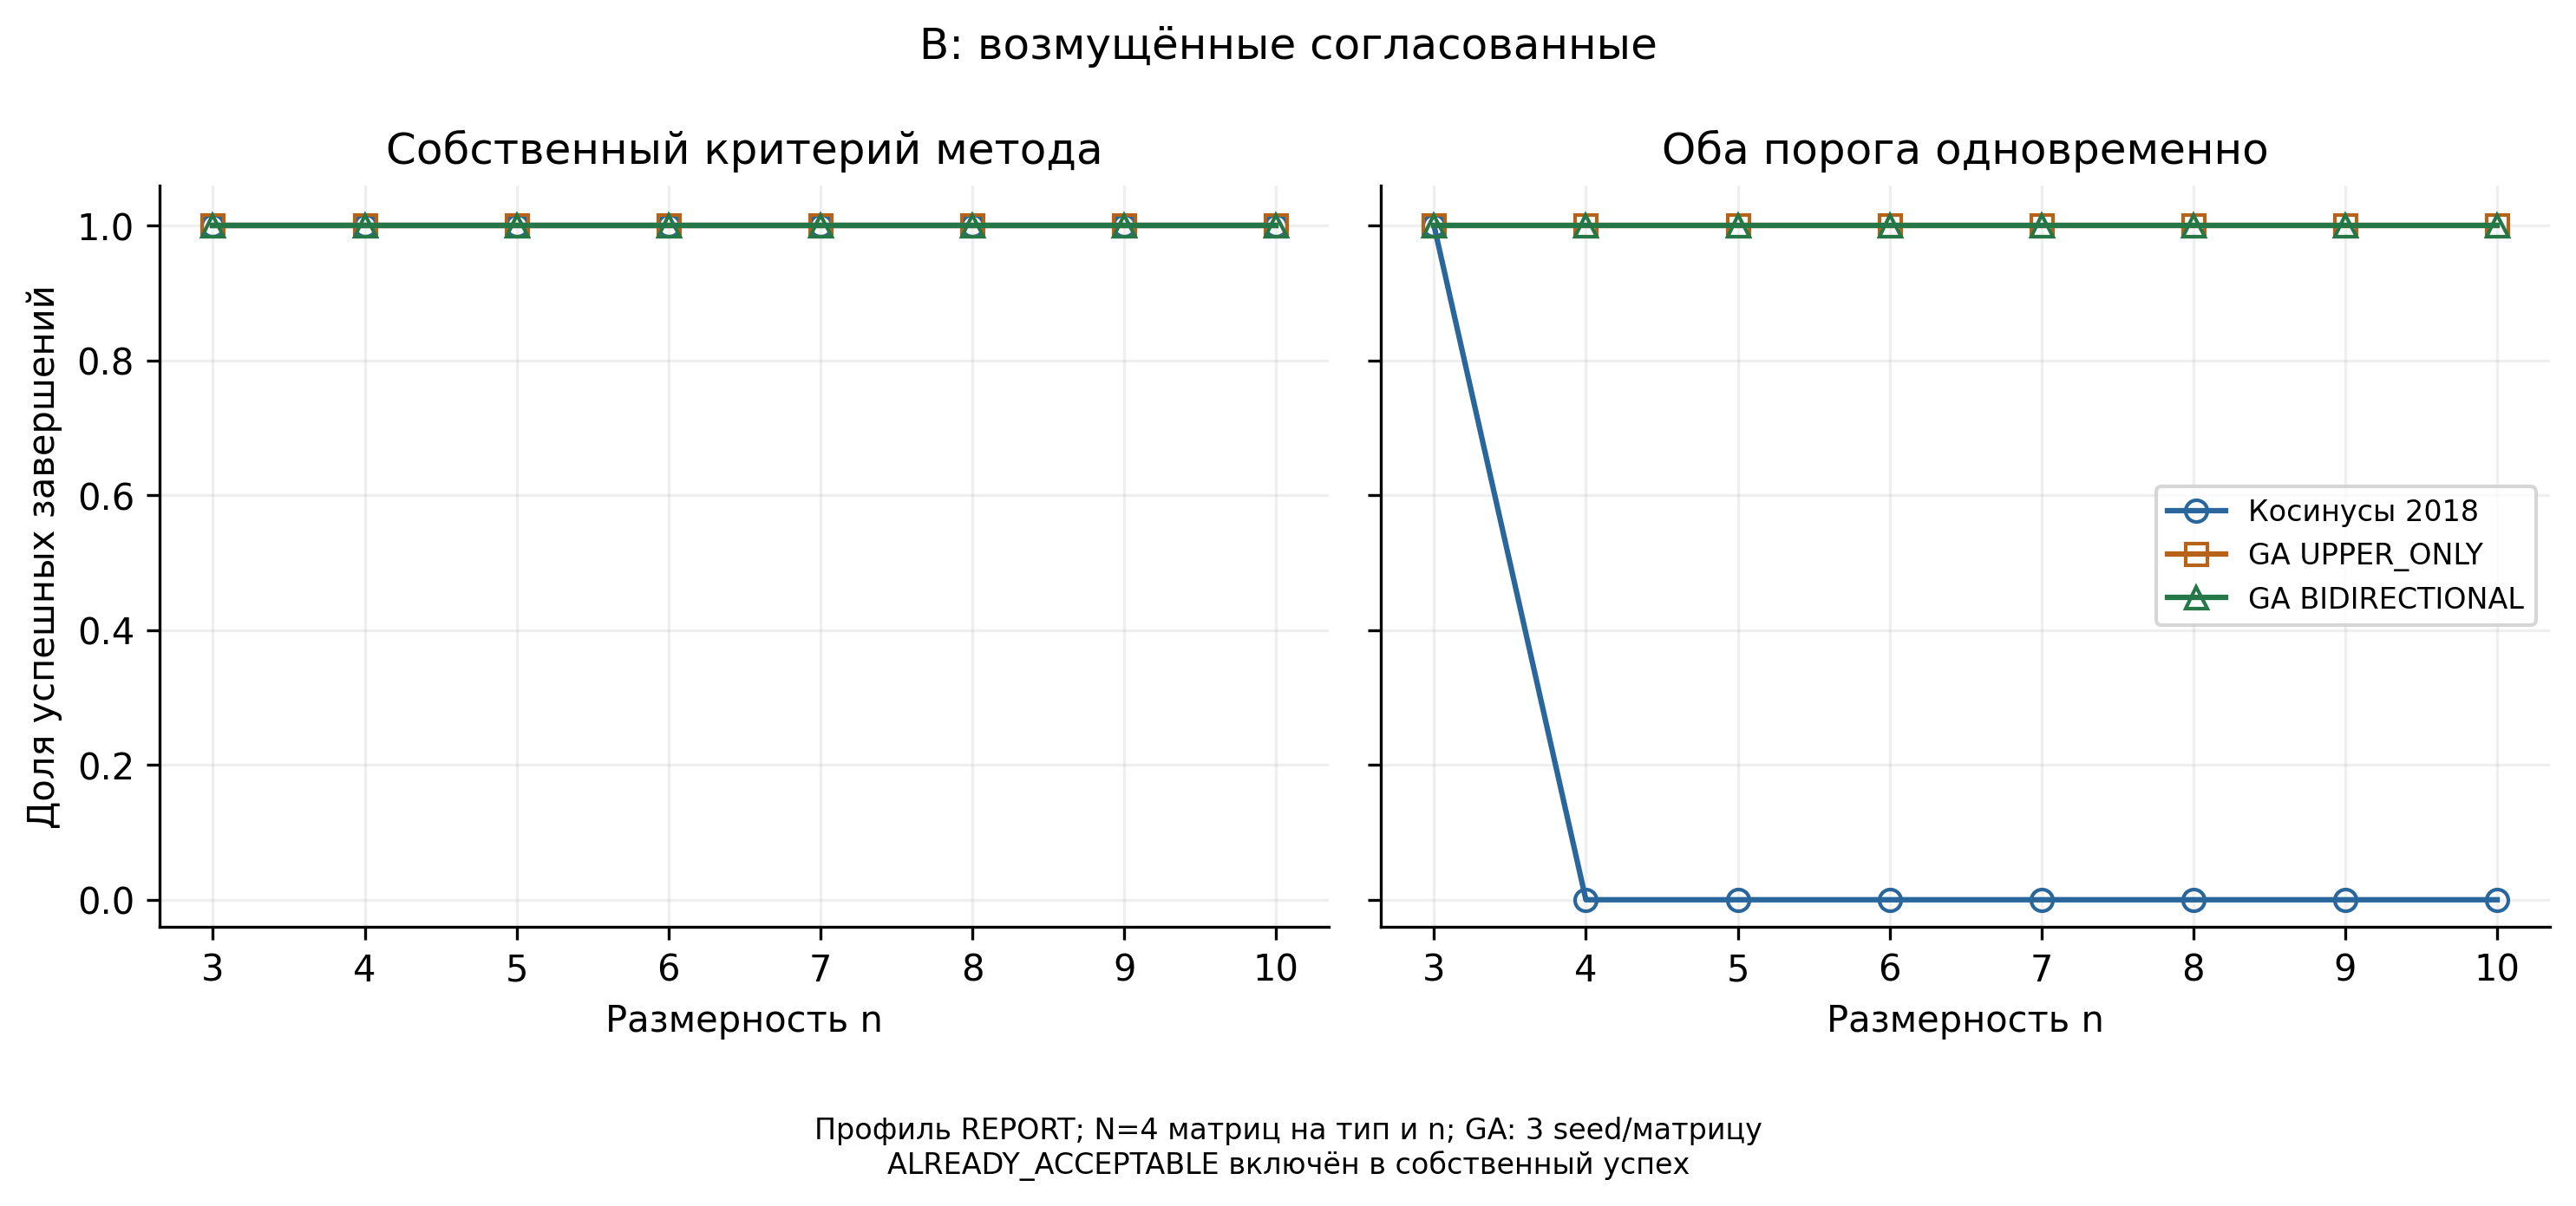 B: возмущённые согласованные
Собственный критерий метода
Оба порога одновременно
Доля успешных завершений
1.0
0.8
0.6
0.4
0.2
0.0
3 4 5 6 7 8 9 10
3 4 5 6 7 8 9 10
Размерность n
Размерность n
Косинусы 2018
GA UPPER_ONLY
GA BIDIRECTIONAL
Профиль REPORT; N=4 матриц на тип и n; GA: 3 seed/матрицу
ALREADY_ACCEPTABLE включён в собственный успех